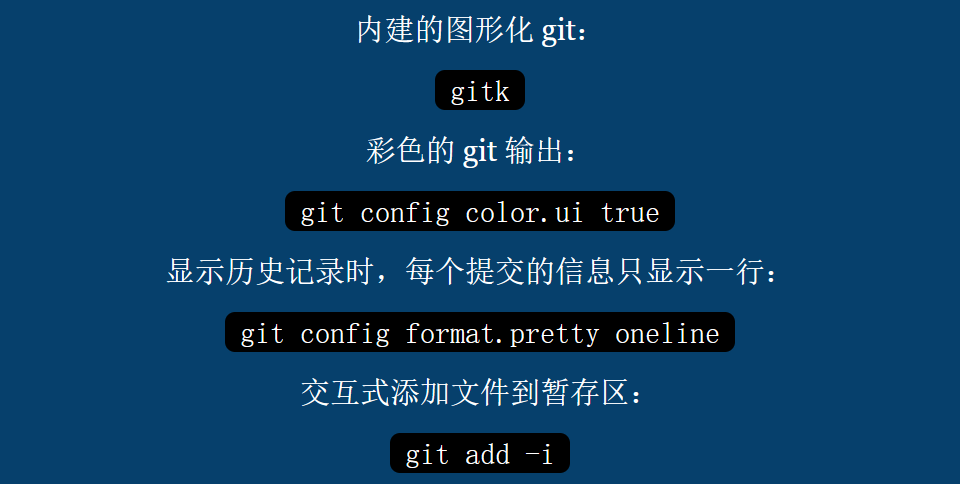 内建的图形化 git：
gitk
彩色的 git 输出：
git config color.ui true
显示历史记录时，每个提交的信息只显示一行：
git config format.pretty oneline
交互式添加文件到暂存区：
git add -i